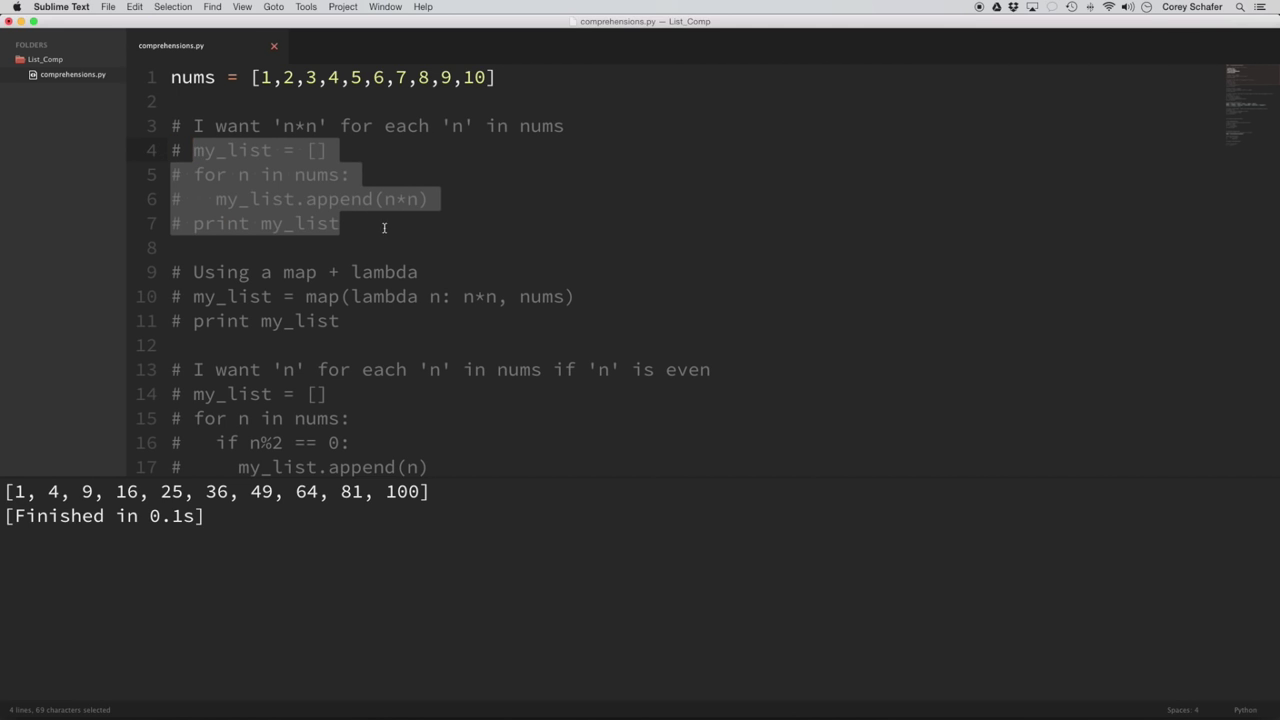 Sublime Text File Edit Selection Find View Goto Tools Project Window Help Corey Schafer
comprehensions.py — List_Comp
FOLDERS
List_Comp
comprehensions.py
comprehensions.py
1 nums = [1,2,3,4,5,6,7,8,9,10]
2
3 # I want 'n*n' for each 'n' in nums
4 # my_list = []
5 # for n in nums:
6 #   my_list.append(n*n)
7 # print my_list
8
9 # Using a map + lambda
10 # my_list = map(lambda n: n*n, nums)
11 # print my_list
12
13 # I want 'n' for each 'n' in nums if 'n' is even
14 # my_list = []
15 # for n in nums:
16 #   if n%2 == 0:
17 #     my_list.append(n)
[1, 4, 9, 16, 25, 36, 49, 64, 81, 100]
[Finished in 0.1s]
4 lines, 69 characters selected Spaces: 4 Python